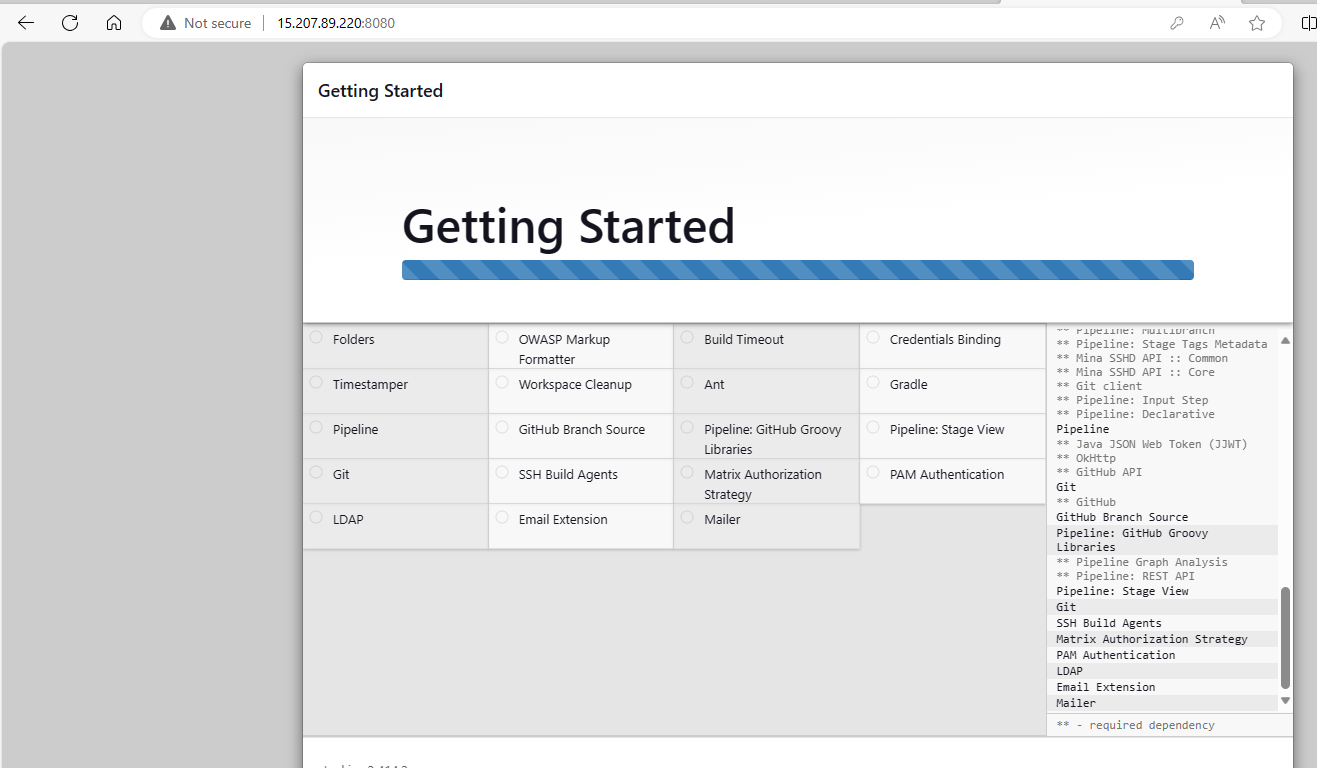 Not secure
15.207.89.220:8080
Getting Started
Getting Started
Folders
OWASP Markup
Formatter
Build Timeout
Credentials Binding
Timestamper
Workspace Cleanup
Ant
Gradle
Pipeline
GitHub Branch Source
Pipeline: GitHub Groovy
Libraries
Pipeline: Stage View
Git
SSH Build Agents
Matrix Authorization
Strategy
PAM Authentication
LDAP
Email Extension
Mailer
** Pipeline: Multibranch
** Pipeline: Stage Tags Metadata
** Mina SSHD API :: Common
** Mina SSHD API :: Core
** Git client
** Pipeline: Input Step
** Pipeline: Declarative
Pipeline
** Java JSON Web Token (JJWT)
** OkHttp
** GitHub API
Git
** GitHub
GitHub Branch Source
Pipeline: GitHub Groovy
Libraries
** Pipeline Graph Analysis
** Pipeline: REST API
Pipeline: Stage View
Git
SSH Build Agents
Matrix Authorization Strategy
PAM Authentication
LDAP
Email Extension
Mailer
** - required dependency